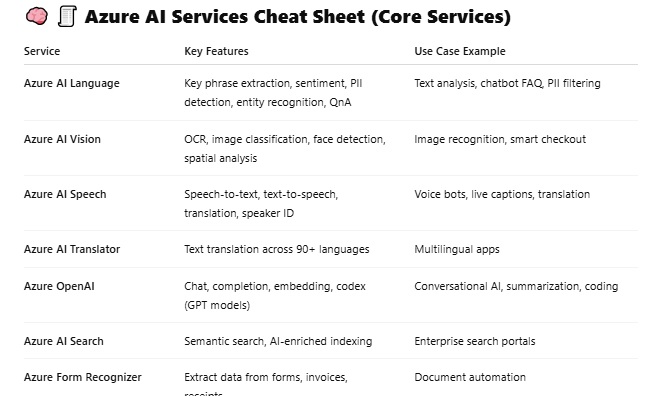 Azure AI Services Cheat Sheet (Core Services)
Service Key Features Use Case Example
Azure AI Language Key phrase extraction, sentiment, PII Text analysis, chatbot FAQ, PII filtering
detection, entity recognition, QnA
Azure AI Vision OCR, image classification, face detection, Image recognition, smart checkout
spatial analysis
Azure AI Speech Speech-to-text, text-to-speech, Voice bots, live captions, translation
translation, speaker ID
Azure AI Translator Text translation across 90+ languages Multilingual apps
Azure OpenAI Chat, completion, embedding, codex Conversational AI, summarization, coding
(GPT models)
Azure AI Search Semantic search, AI-enriched indexing Enterprise search portals
Azure Form Recognizer Extract data from forms, invoices, Document automation
receipts